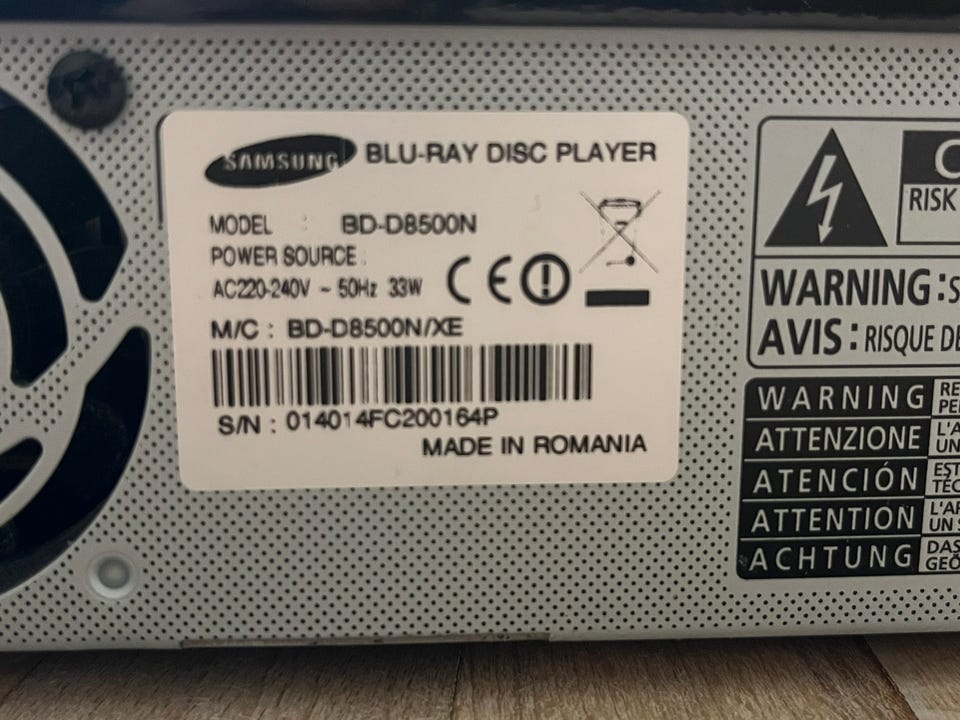 SAMSUNG BLU-RAY DISC PLAYER
MODEL : BD-D8500N
POWER SOURCE :
AC220-240V ~ 50Hz 33W
CE
M/C : BD-D8500N/XE
S/N : 014014FC200164P
MADE IN ROMANIA
RISK
WARNING :
AVIS : RISQUE DE
WARNING
ATTENZIONE
ATENCIÓN
ATTENTION
ACHTUNG